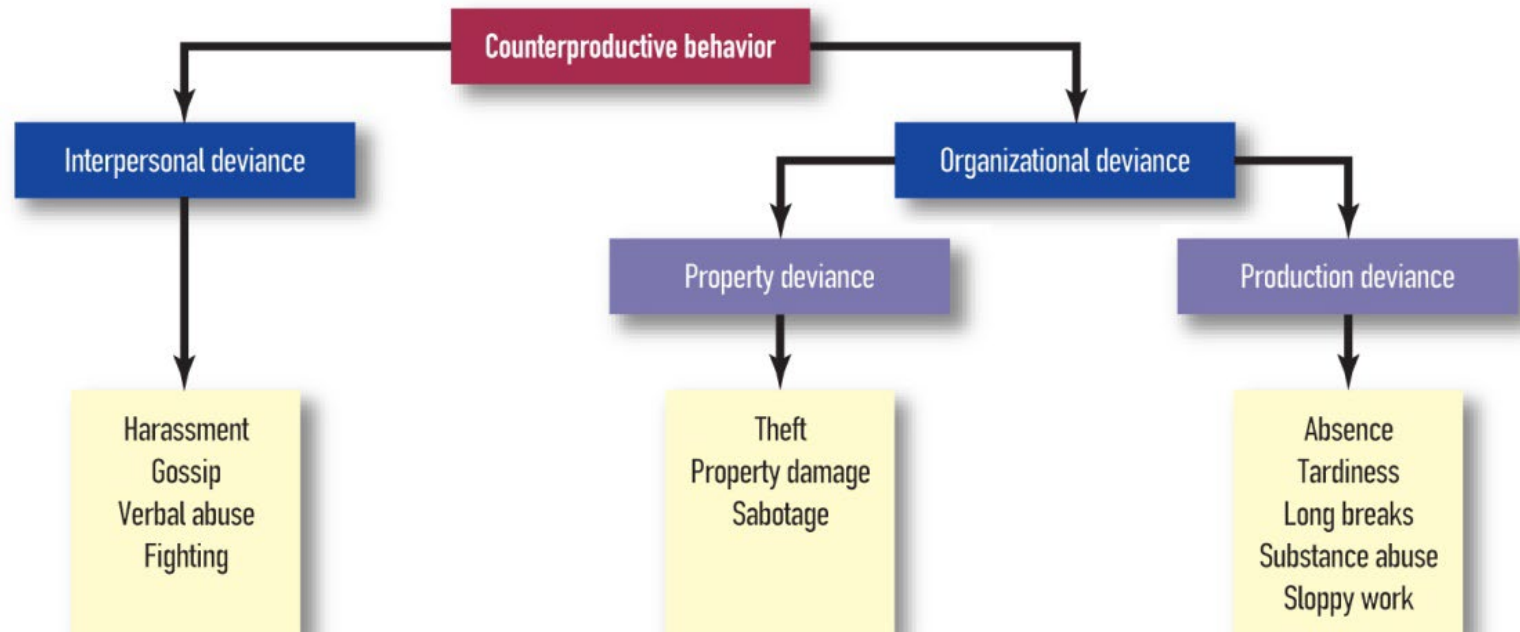 Counterproductive behavior
Interpersonal deviance
Organizational deviance
Property deviance
Production deviance
Harassment
Gossip
Verbal abuse
Fighting
Theft
Property damage
Sabotage
Absence
Tardiness
Long breaks
Substance abuse
Sloppy work